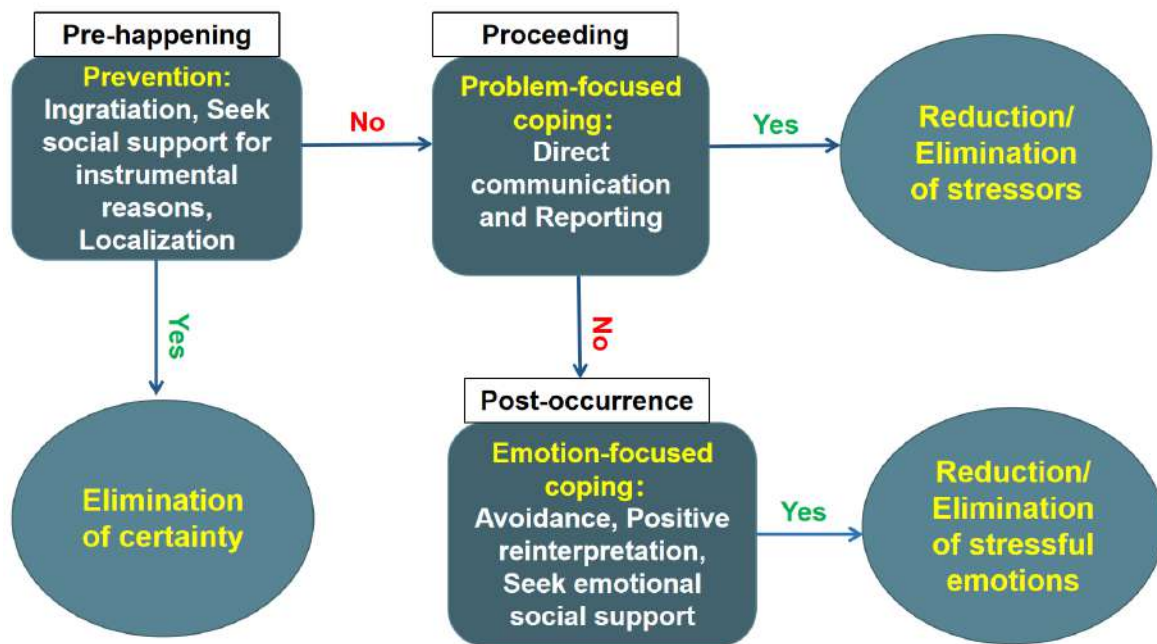 Pre-happening
Prevention:
Ingratiation, Seek
social support for
instrumental
reasons,
Localization
No
Proceeding
Problem-focused
coping:
Direct
communication
and Reporting
Yes
Reduction/
Elimination
of stressors
Yes
No
Elimination
of certainty
Post-occurrence
Emotion-focused
coping:
Avoidance, Positive
reinterpretation,
Seek emotional
social support
Yes
Reduction/
Elimination
of stressful
emotions